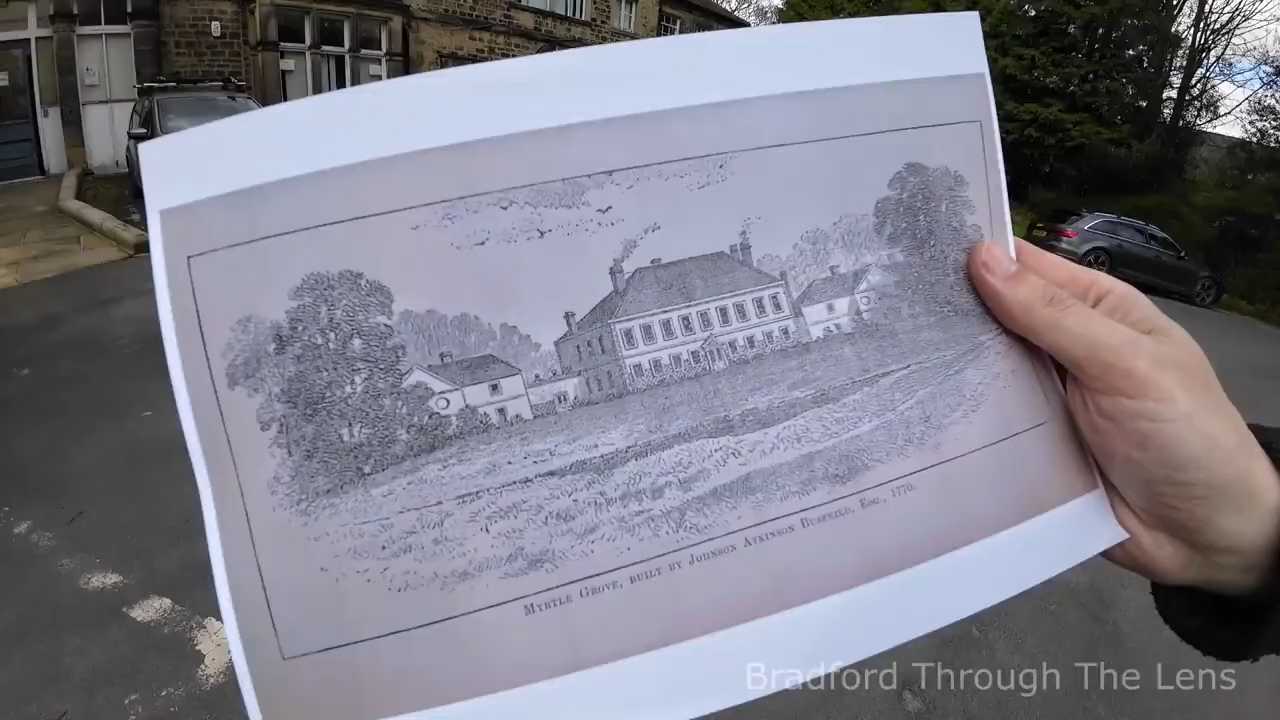 Myrtle Grove, built by Johnson Atkinson Busfeild, Esq., 1770.
Bradford Through The Lens